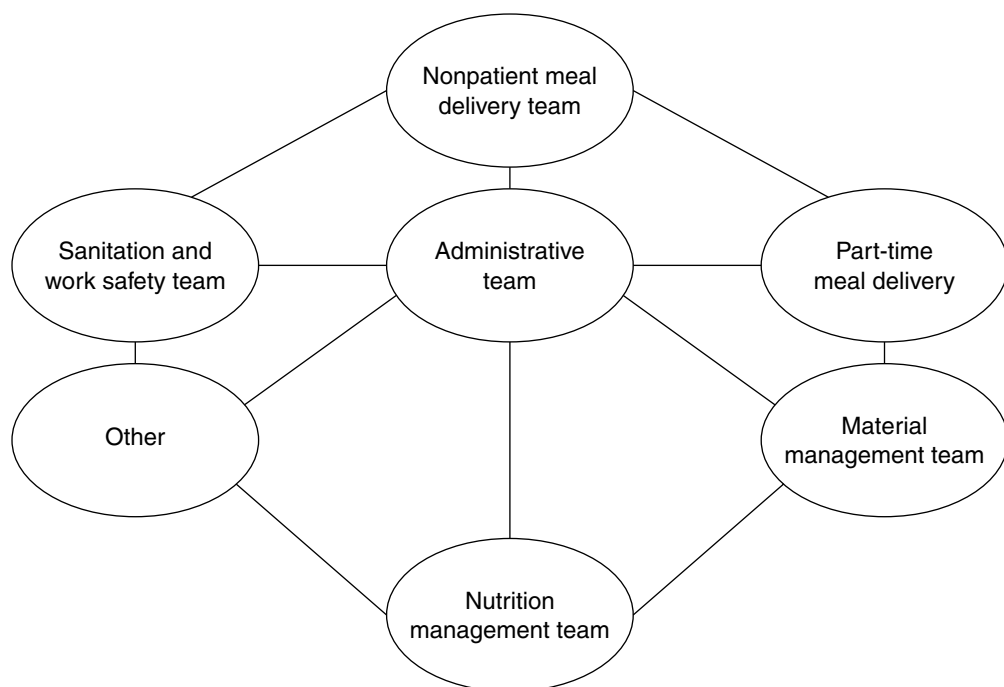 Nonpatient meal
delivery team
Sanitation and
work safety team
Administrative
team
Part-time
meal delivery
Other
Material
management team
Nutrition
management team